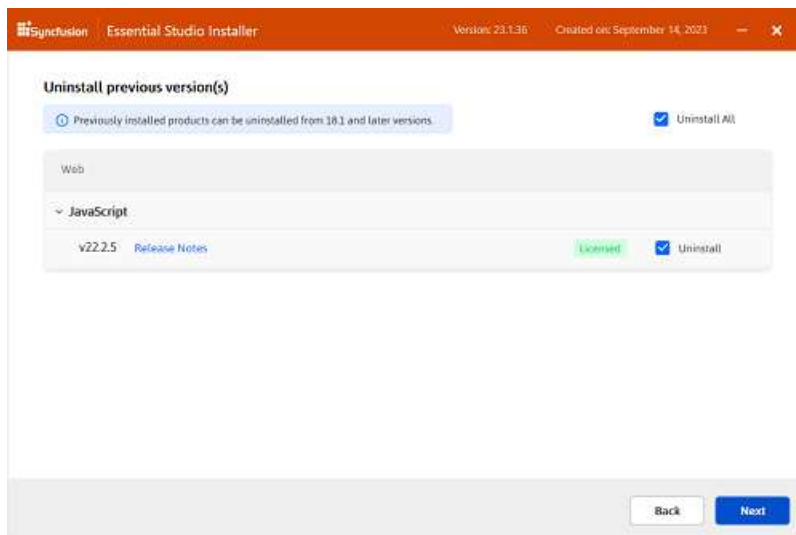 Syncfusion Essential Studio Installer Version: 23.1.36 Created on: September 14, 2023
Uninstall previous version(s)
Previously installed products can be uninstalled from 18.1 and later versions. Uninstall All
Web
JavaScript
v22.2.5 Release Notes Licensed Uninstall
Back Next